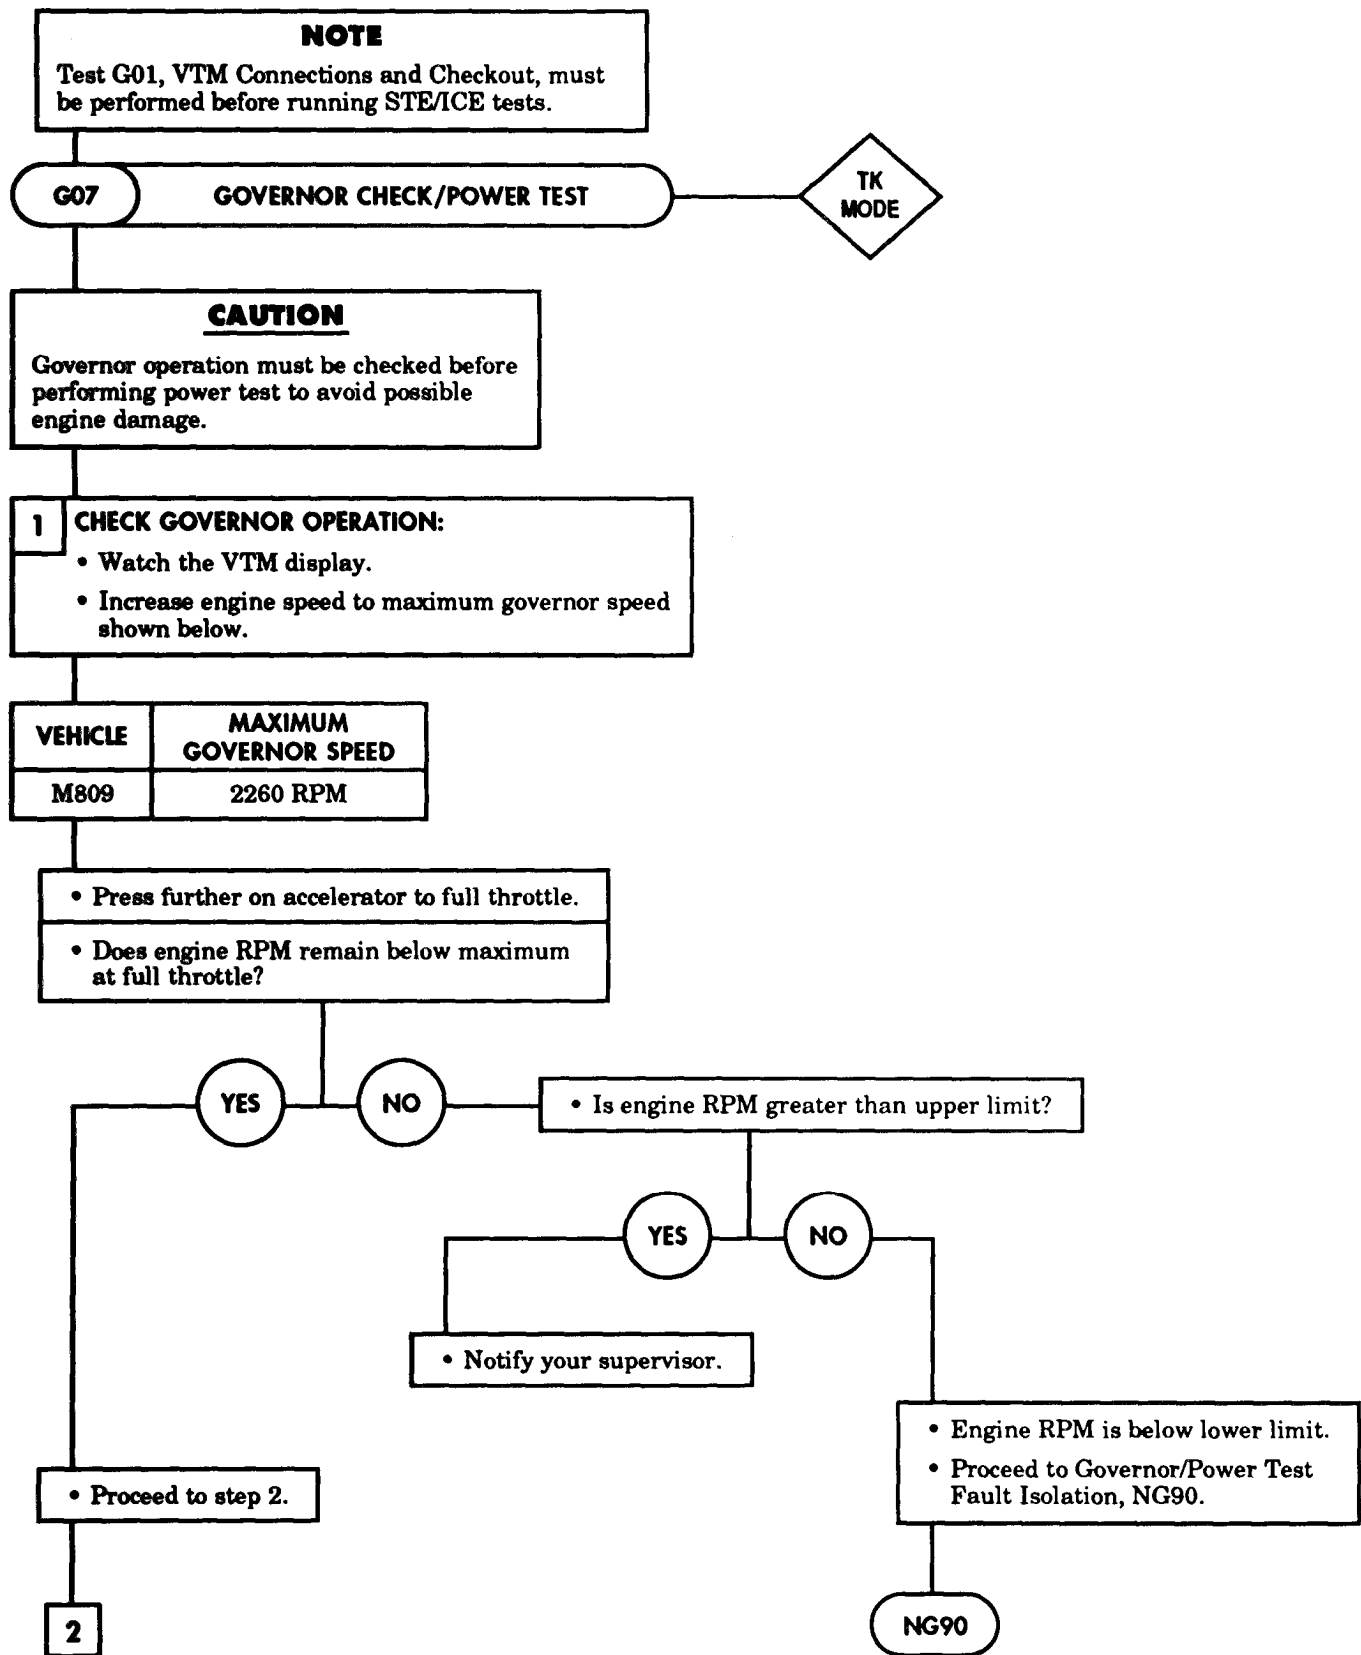 NOTE
Test G01, VTM Connections and Checkout, must
be performed before running STE/ICE tests.
G07
GOVERNOR CHECK/POWER TEST
TK
MODE
CAUTION
Governor operation must be checked before
performing power test to avoid possible
engine damage.
1
CHECK GOVERNOR OPERATION:
• Watch the VTM display.
• Increase engine speed to maximum governor speed
shown below.
VEHICLE
MAXIMUM
GOVERNOR SPEED
M809
2260 RPM
• Press further on accelerator to full throttle.
• Does engine RPM remain below maximum
at full throttle?
YES
NO
• Is engine RPM greater than upper limit?
YES
NO
• Notify your supervisor.
• Engine RPM is below lower limit.
• Proceed to Governor/Power Test
Fault Isolation, NG90.
• Proceed to step 2.
2
NG90